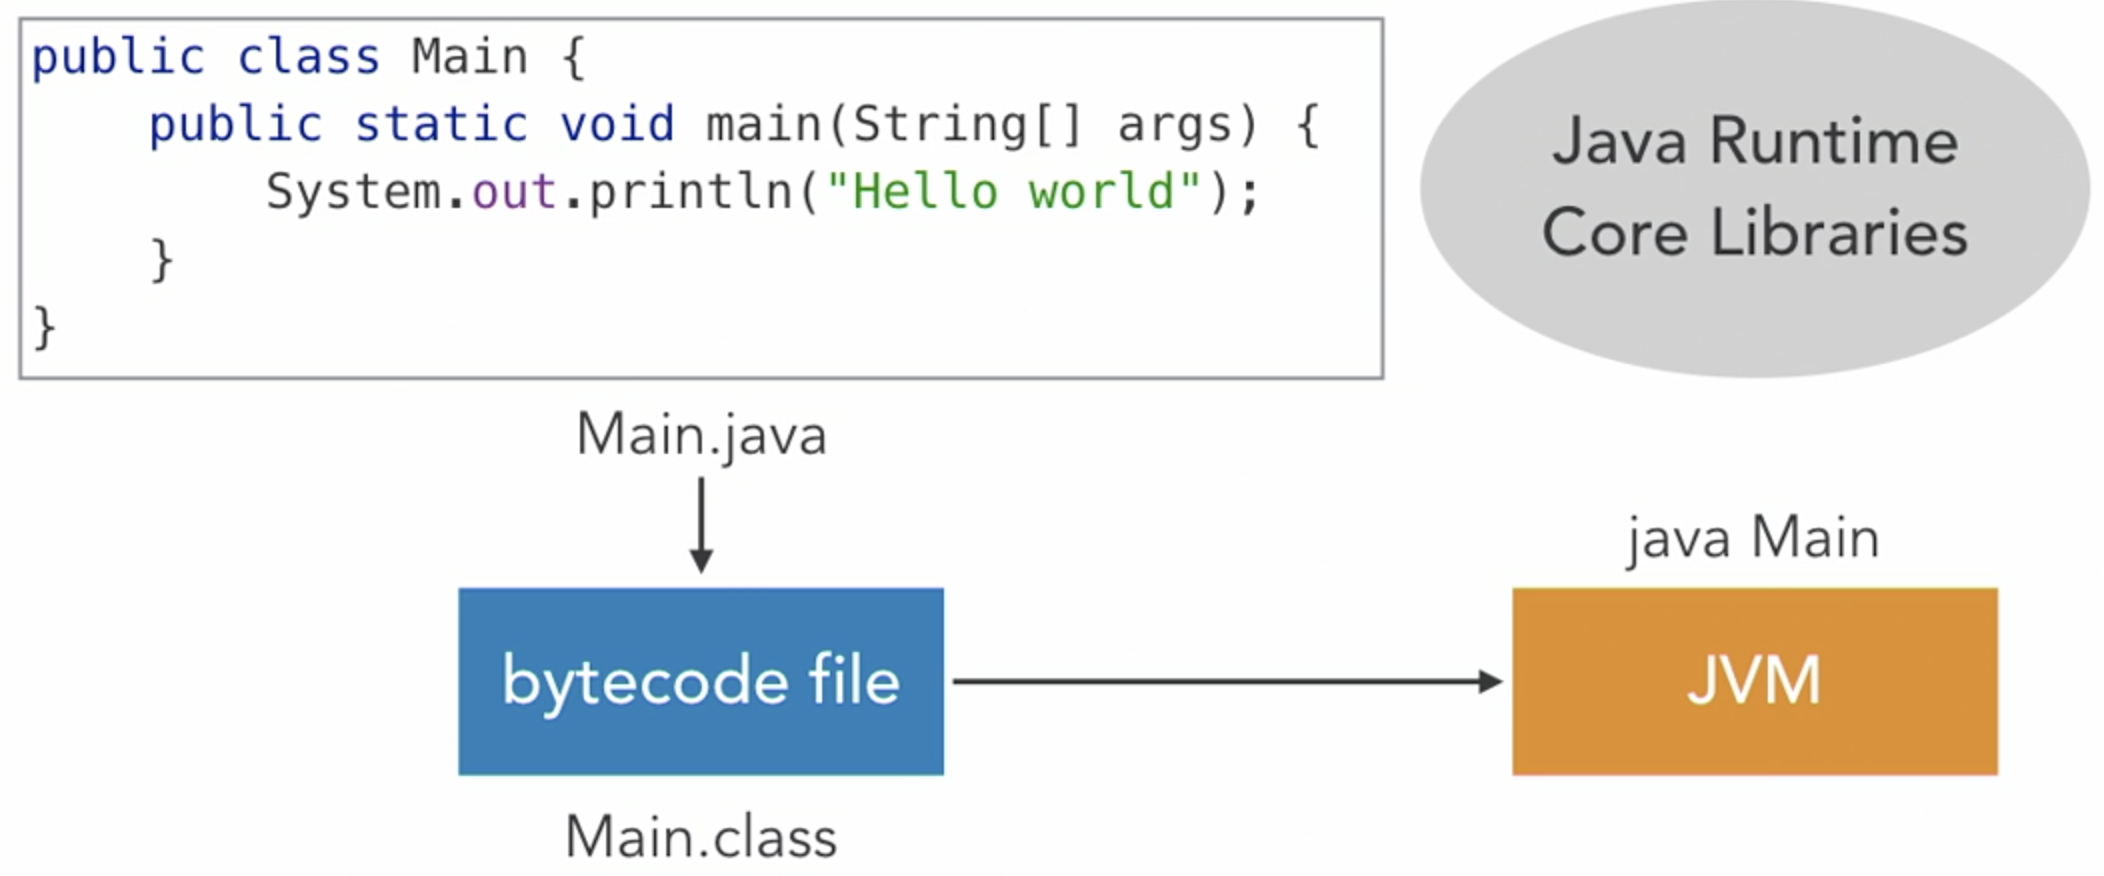 public class Main {
    public static void main(String[] args) {
        System.out.println("Hello world");
    }
}
Java Runtime
Core Libraries
Main.java
java Main
bytecode file
JVM
Main.class